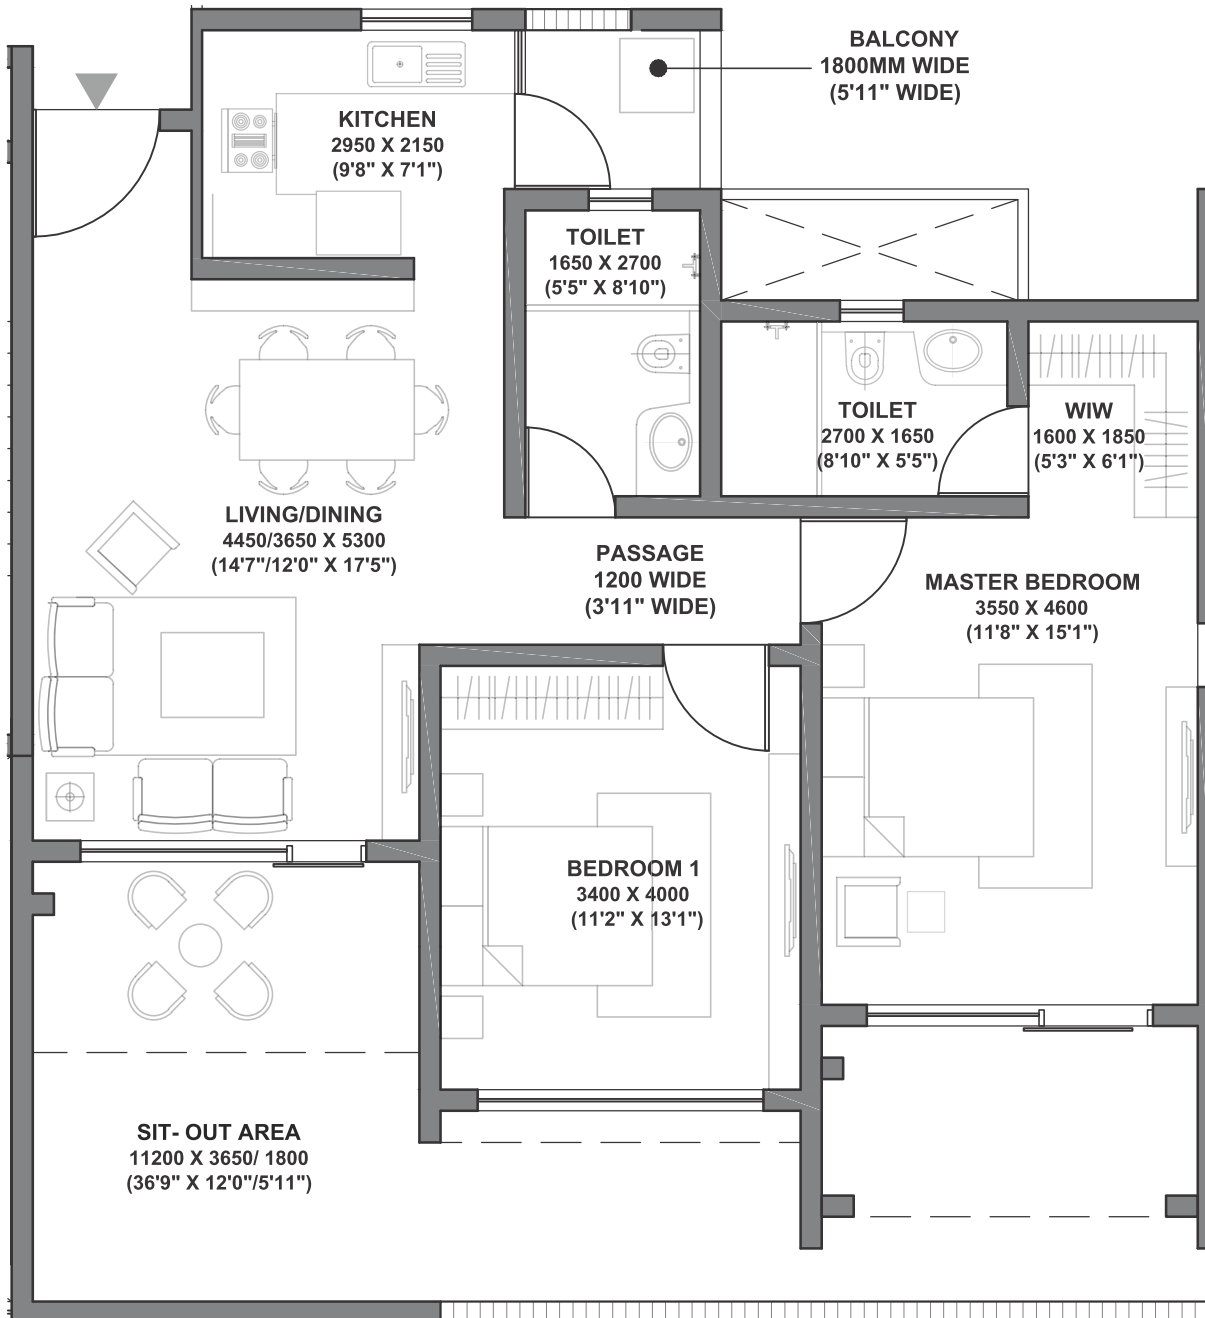 BALCONY
1800MM WIDE
(5'11" WIDE)
KITCHEN
2950 X 2150
(9'8" X 7'1")
TOILET
1650 X 2700
(5'5" X 8'10")
TOILET
2700 X 1650
(8'10" X 5'5")
WIW
1600 X 1850
(5'3" X 6'1")
LIVING/DINING
4450/3650 X 5300
(14'7"/12'0" X 17'5")
PASSAGE
1200 WIDE
(3'11" WIDE)
MASTER BEDROOM
3550 X 4600
(11'8" X 15'1")
BEDROOM 1
3400 X 4000
(11'2" X 13'1")
SIT- OUT AREA
11200 X 3650/ 1800
(36'9" X 12'0"/5'11")